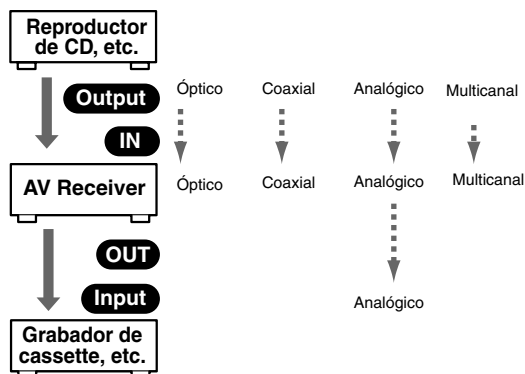 Reproductor
de CD, etc.
Output
Óptico
Coaxial
Analógico
Multicanal
IN
AV Receiver
Óptico
Coaxial
Analógico
Multicanal
OUT
Input
Analógico
Grabador de
cassette, etc.